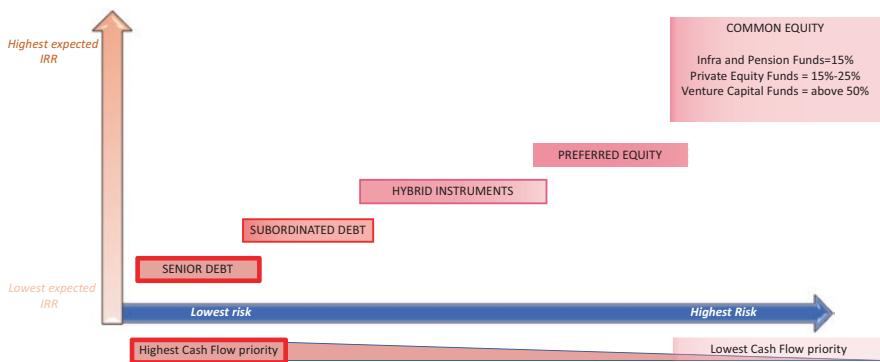 COMMON EQUITY
Infra and Pension Funds=15%
Private Equity Funds = 15%-25%
Venture Capital Funds = above 50%
Highest expected
IRR
PREFERRED EQUITY
HYBRID INSTRUMENTS
SUBORDINATED DEBT
SENIOR DEBT
Lowest expected
IRR
Lowest risk
Highest Risk
Highest Cash Flow priority
Lowest Cash Flow priority